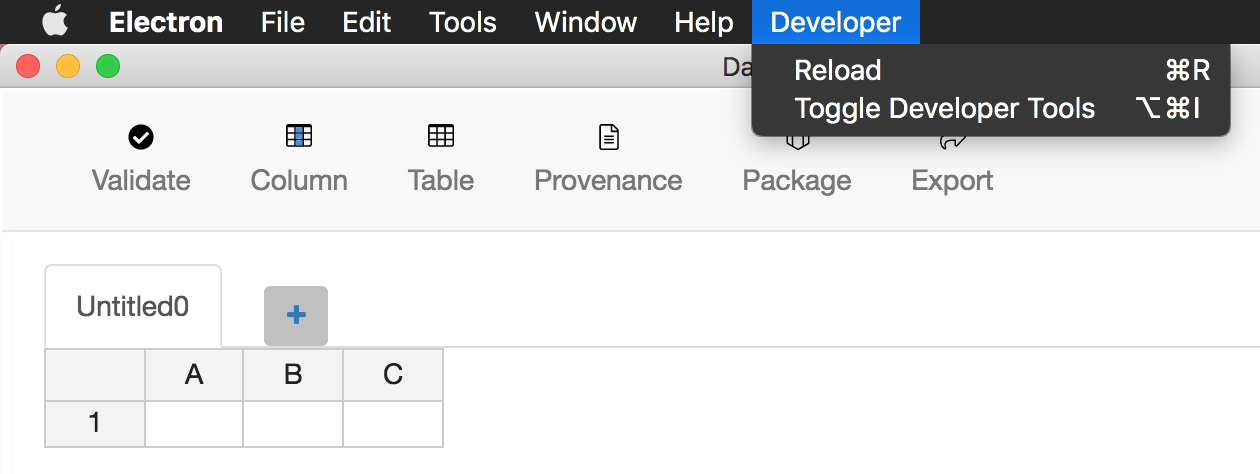 Electron File Edit Tools Window Help Developer
Da
Reload ⌘R
Toggle Developer Tools ⌥⌘I
Validate Column Table Provenance Package Export
Untitled0 +
A B C
1